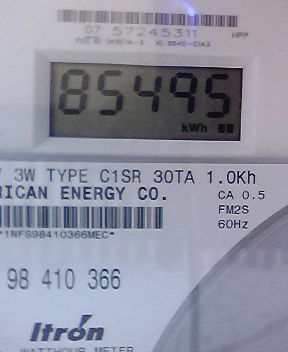 07 57245311
HPP
85495
kWh
3W TYPE C1SR 30TA 1.0Kh
RICAN ENERGY CO.
CA 0.5
FM2S
60Hz
*1NFS98410366MEC*
98 410 366
Itron
WATTHOUR METER